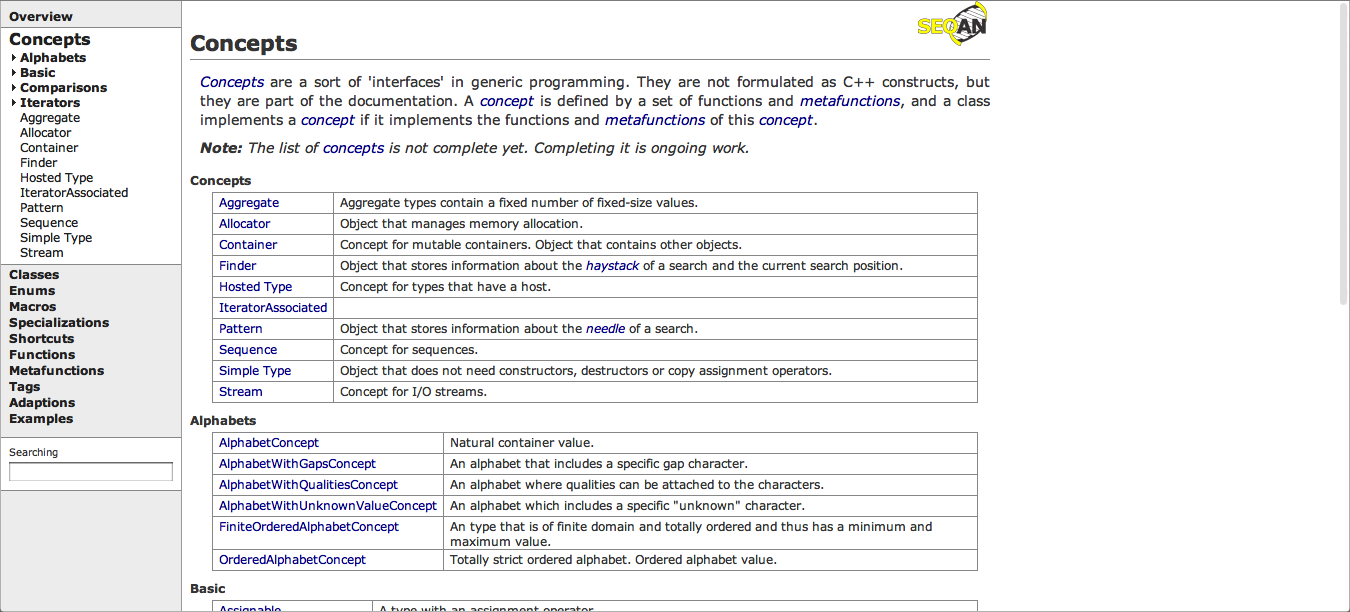 Overview
Concepts
Alphabets
Basic
Comparisons
Iterators
Aggregate
Allocator
Container
Finder
Hosted Type
IteratorAssociated
Pattern
Sequence
Simple Type
Stream
Classes
Enums
Macros
Specializations
Shortcuts
Functions
Metafunctions
Tags
Adaptions
Examples
Searching
SEQAN
Concepts
Concepts are a sort of 'interfaces' in generic programming. They are not formulated as C++ constructs, but
they are part of the documentation. A concept is defined by a set of functions and metafunctions, and a class
implements a concept if it implements the functions and metafunctions of this concept.
Note: The list of concepts is not complete yet. Completing it is ongoing work.
Concepts
Aggregate Aggregate types contain a fixed number of fixed-size values.
Allocator Object that manages memory allocation.
Container Concept for mutable containers. Object that contains other objects.
Finder Object that stores information about the haystack of a search and the current search position.
Hosted Type Concept for types that have a host.
IteratorAssociated
Pattern Object that stores information about the needle of a search.
Sequence Concept for sequences.
Simple Type Object that does not need constructors, destructors or copy assignment operators.
Stream Concept for I/O streams.
Alphabets
AlphabetConcept Natural container value.
AlphabetWithGapsConcept An alphabet that includes a specific gap character.
AlphabetWithQualitiesConcept An alphabet where qualities can be attached to the characters.
AlphabetWithUnknownValueConcept An alphabet which includes a specific "unknown" character.
FiniteOrderedAlphabetConcept An type that is of finite domain and totally ordered and thus has a minimum and
maximum value.
OrderedAlphabetConcept Totally strict ordered alphabet. Ordered alphabet value.
Basic
Assignable A type with an assignment operator.